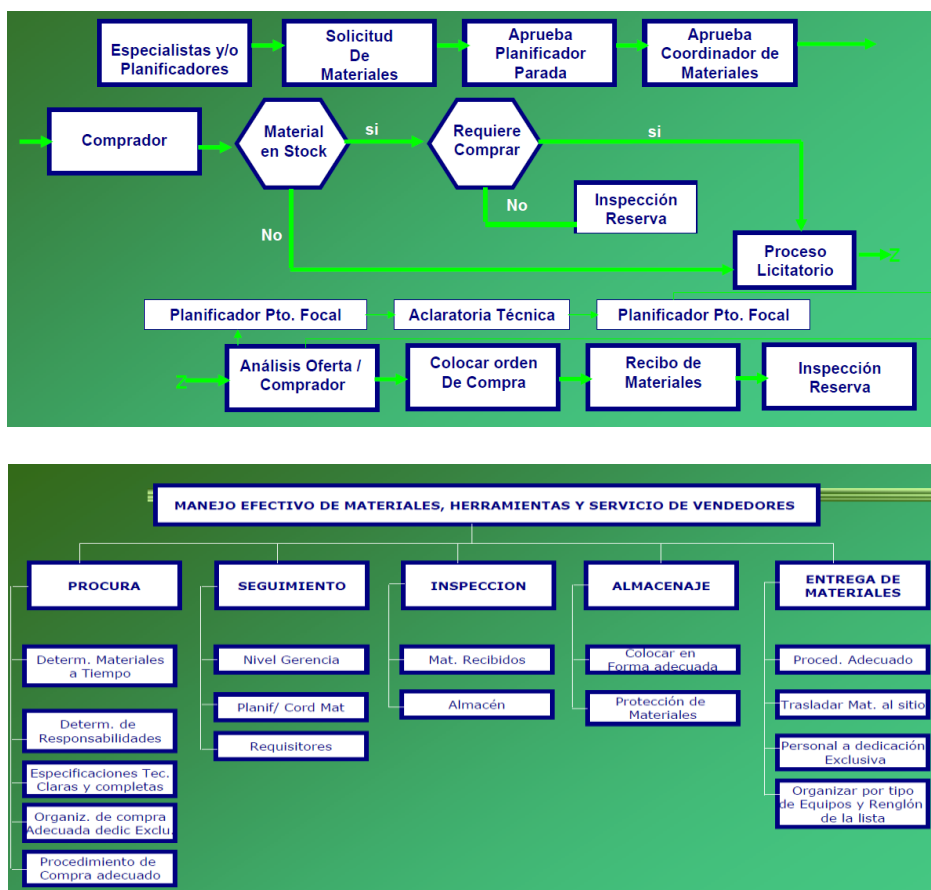 Especialistas y/o
Planificadores
Solicitud
De
Materiales
Aprueba
Planificador
Parada
Aprueba
Coordinador de
Materiales
Comprador
Material
en Stock
si
Requiere
Comprar
si
No
Inspección
Reserva
No
Proceso
Licitatorio
Z
Planificador Pto. Focal
Aclaratoria Técnica
Planificador Pto. Focal
Z
Análisis Oferta /
Comprador
Colocar orden
De Compra
Recibo de
Materiales
Inspección
Reserva
MANEJO EFECTIVO DE MATERIALES, HERRAMIENTAS Y SERVICIO DE VENDEDORES
PROCURA
Determ. Materiales
a Tiempo
Determ. de
Responsabilidades
Especificaciones Tec.
Claras y completas
Organiz. de compra
Adecuada dedic Exclu.
Procedimiento de
Compra adecuado
SEGUIMIENTO
Nivel Gerencia
Planif/ Cord Mat
Requisitores
INSPECCION
Mat. Recibidos
Almacén
ALMACENAJE
Colocar en
Forma adecuada
Protección de
Materiales
ENTREGA DE
MATERIALES
Proced. Adecuado
Trasladar Mat. al sitio
Personal a dedicación
Exclusiva
Organizar por tipo
de Equipos y Renglón
de la lista